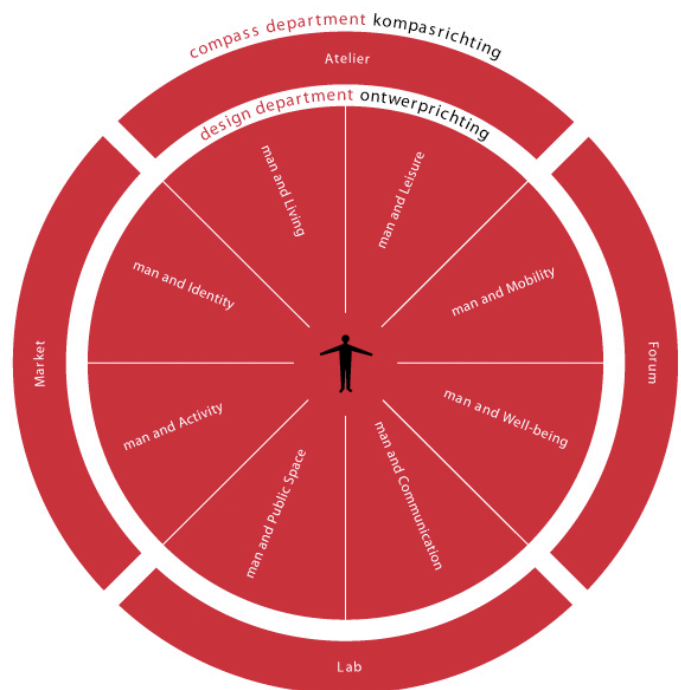 compass department kompasrichting
Atelier
design department ontwerprichting
man and Living
man and Leisure
man and Identity
man and Mobility
Market
Forum
man and Activity
man and Well-being
man and Public Space
man and Communication
Lab